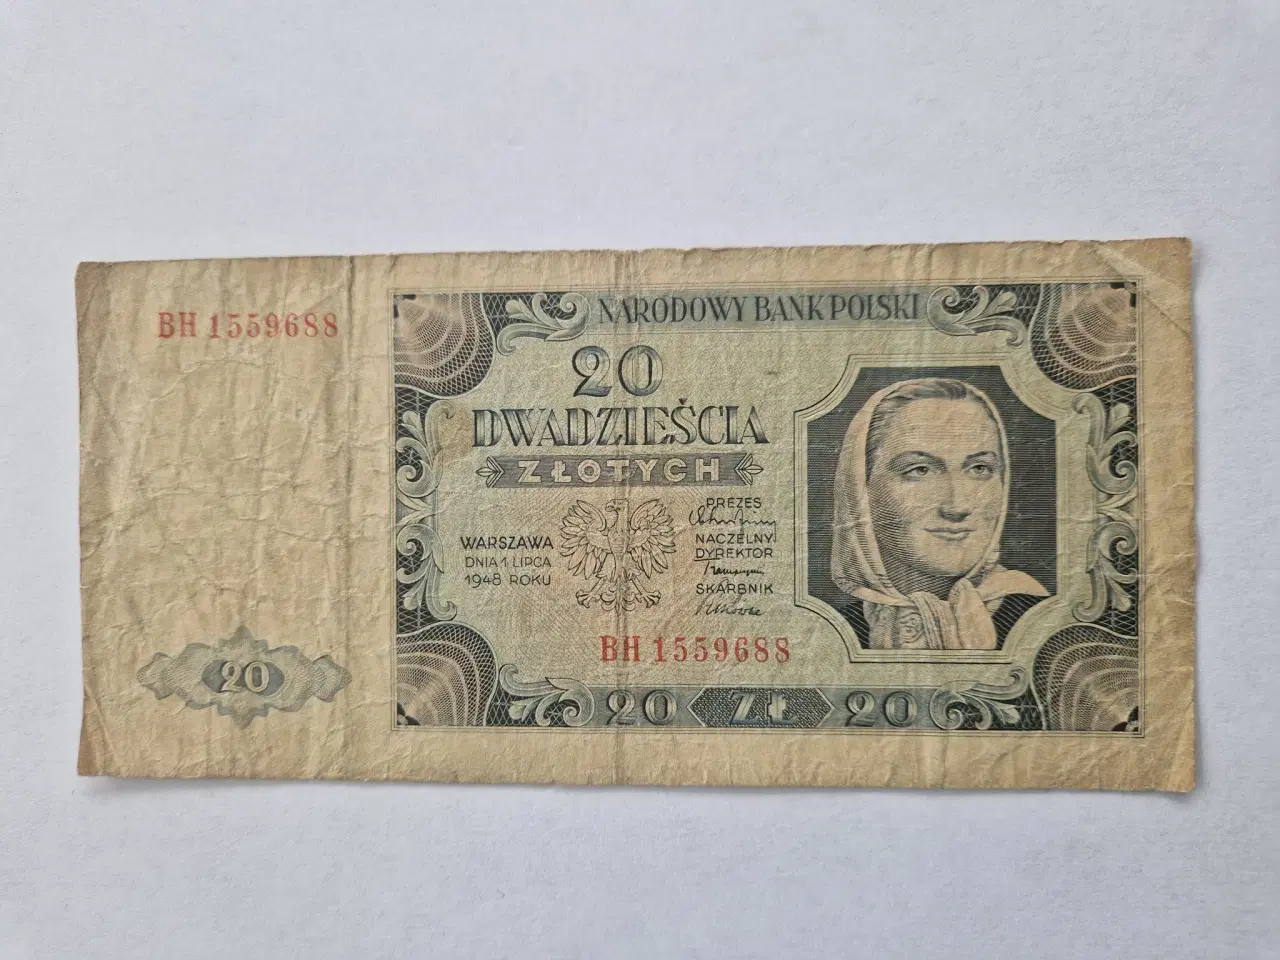 BH 1559688
NARODOWY BANK POLSKI
20
DWADZIEŚCIA
ZŁOTYCH
WARSZAWA
DNIA 1 LIPCA
1948 ROKU
PREZES
NACZELNY
DYREKTOR
SKARBNIK
BH 1559688
20
20 ZŁ 20